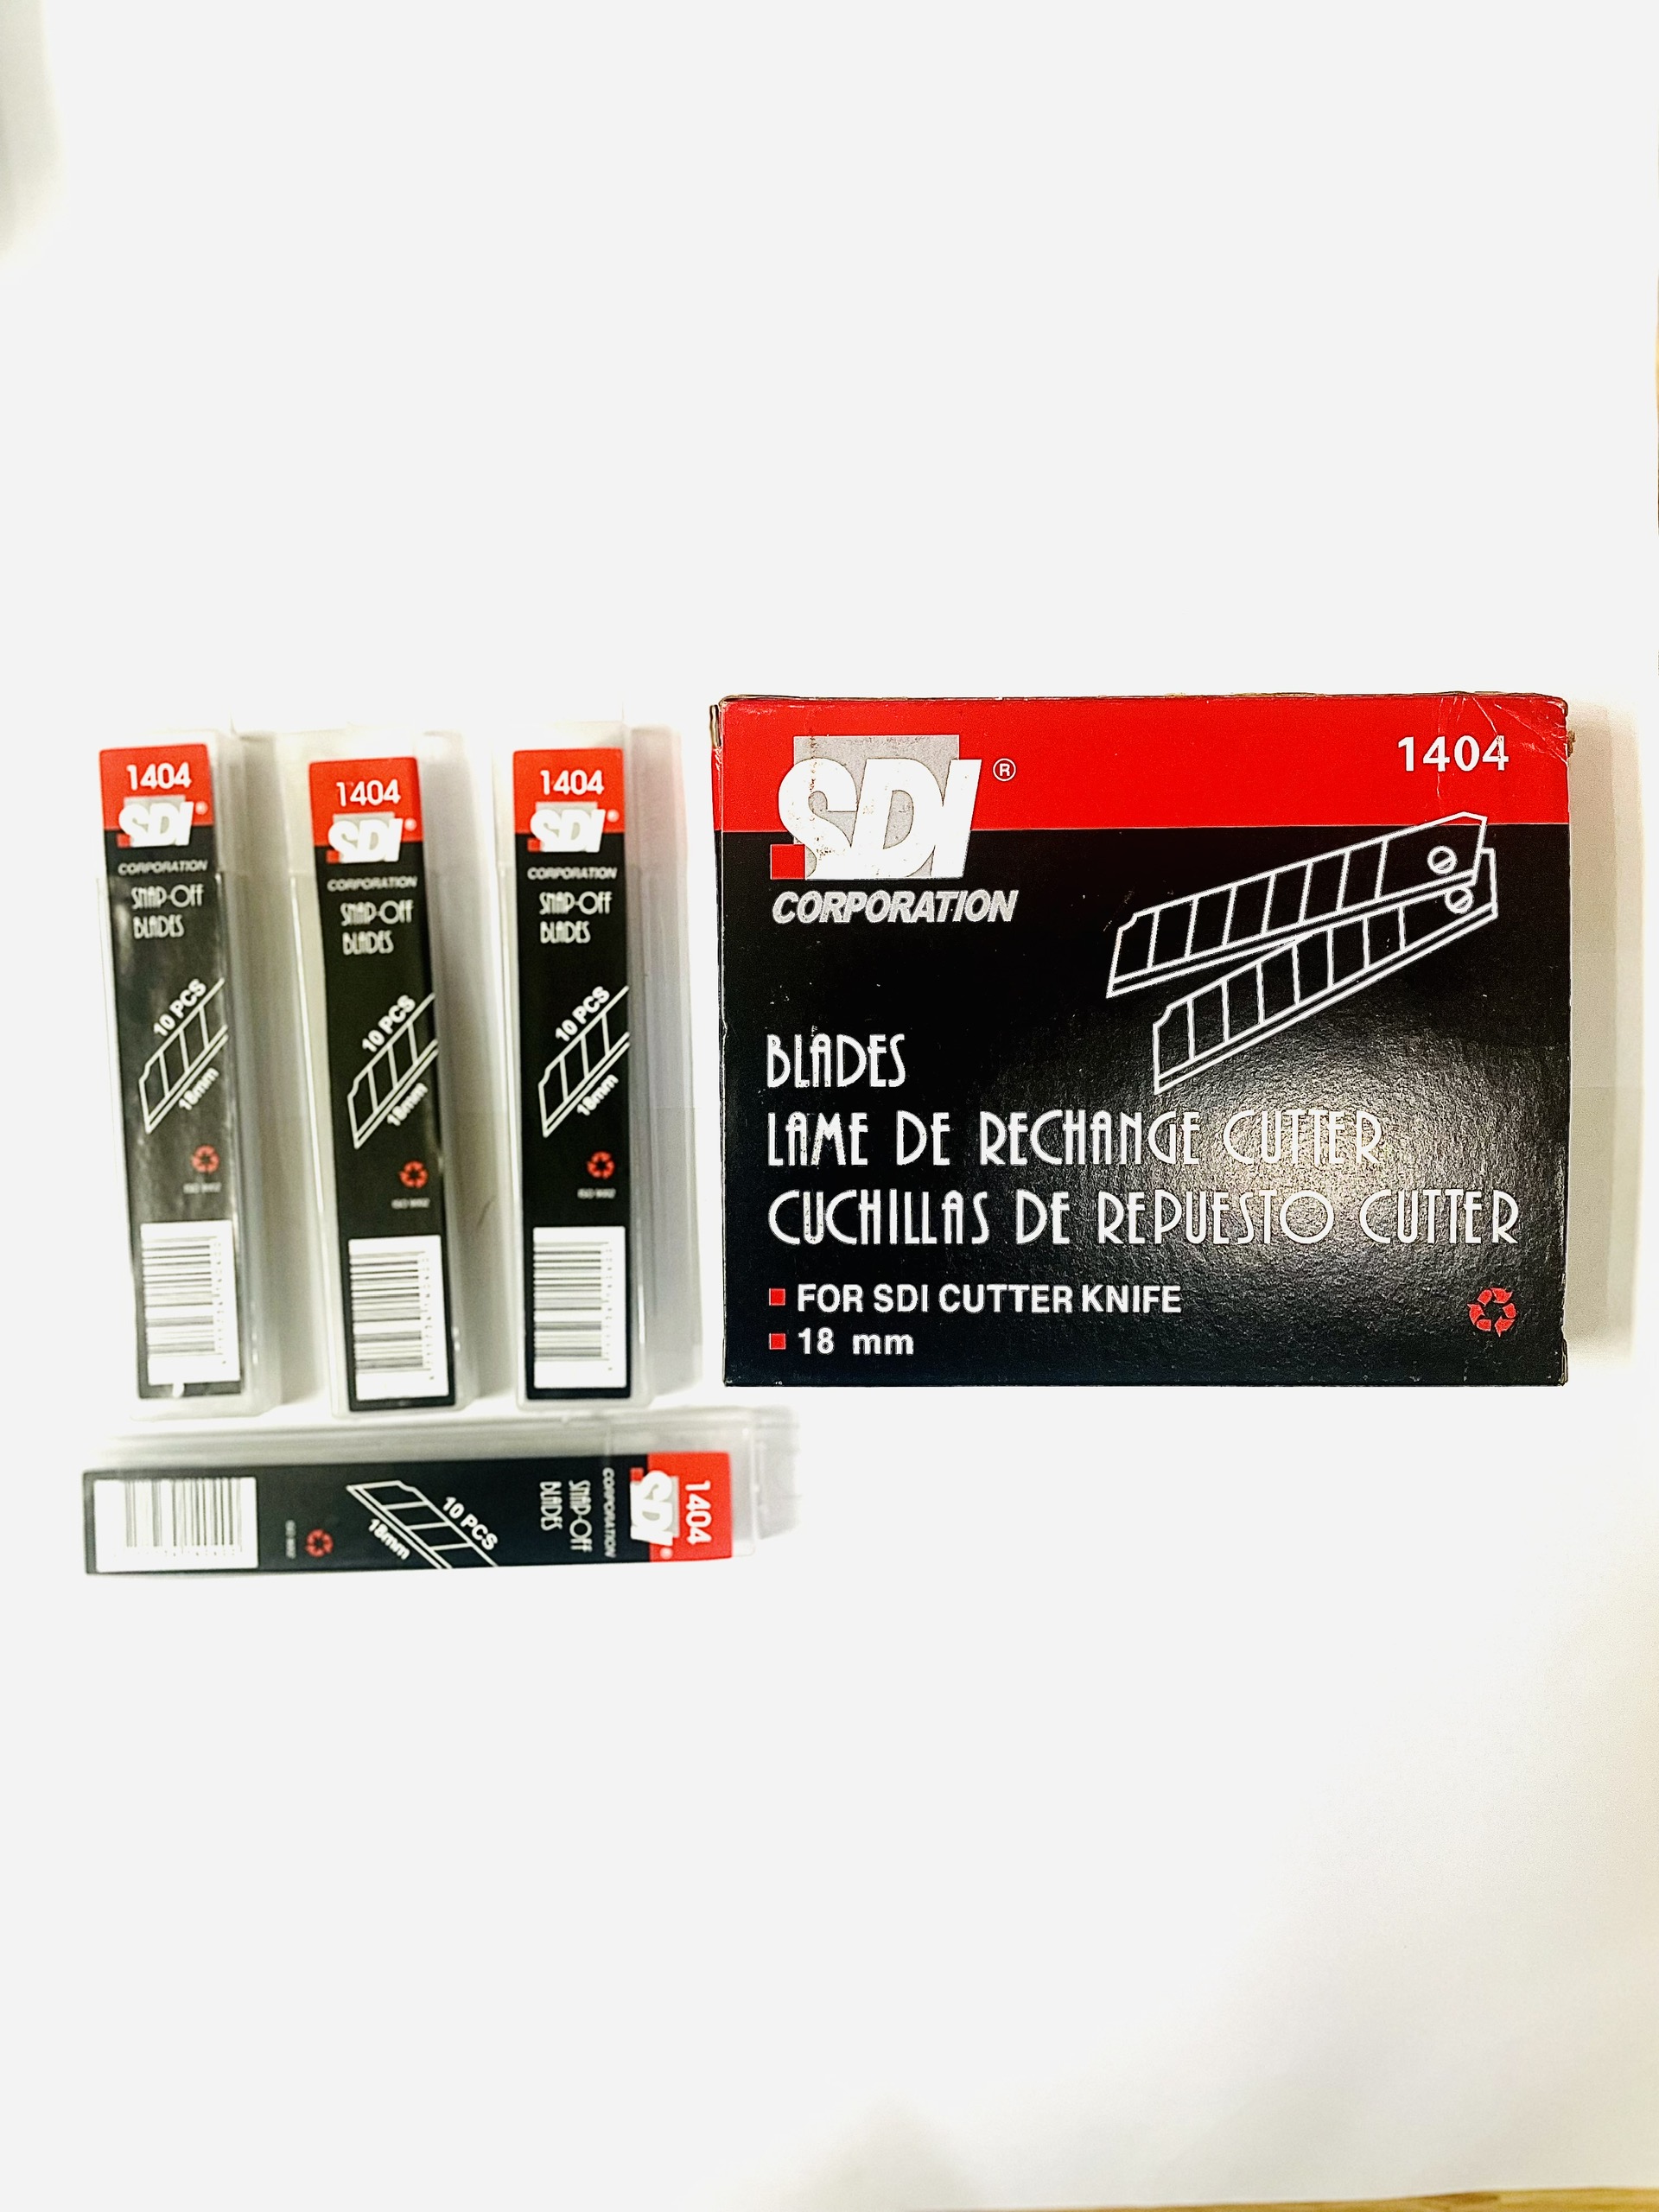 1404
SDI®
CORPORATION
SNAP-OFF
BLADES
10 PCS
18mm
1404
SDI®
CORPORATION
SNAP-OFF
BLADES
10 PCS
18mm
1404
SDI®
CORPORATION
SNAP-OFF
BLADES
10 PCS
18mm
SDI®
1404
CORPORATION
BLADES
LAME DE RECHANGE CUTTER
CUCHILLAS DE REPUESTO CUTTER
FOR SDI CUTTER KNIFE
18 mm
1404
SDI®
CORPORATION
SNAP-OFF
BLADES
10 PCS
18mm